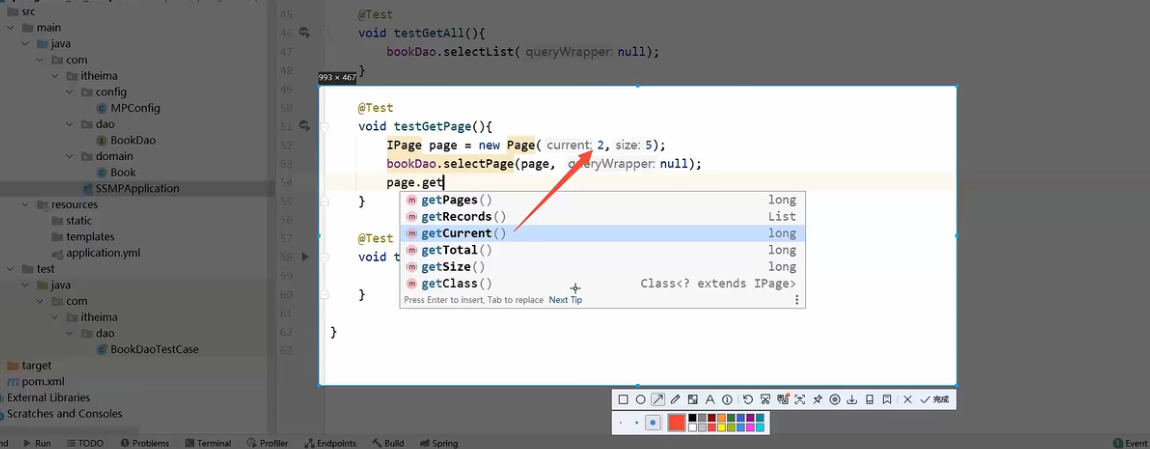 src
main
java
com
itheima
config
MPConfig
dao
BookDao
domain
Book
SSMPApplication
resources
static
templates
application.yml
test
java
com
itheima
dao
BookDaoTestCase
target
pom.xml
External Libraries
Scratches and Consoles
45 @Test
46 void testGetAll(){
47 bookDao.selectList( queryWrapper: null);
48 }
993 × 467
50 @Test
51 void testGetPage(){
52 IPage page = new Page( current: 2, size: 5);
53 bookDao.selectPage(page, queryWrapper: null);
54 page.get
55 }
getPages() long
getRecords() List
getCurrent() long
getTotal() long
getSize() long
getClass() Class<? extends IPage>
Press Enter to insert, Tab to replace Next Tip
56
57 @Test
58 void t
59
60 }
61
62 }
63
完成
Run TODO Problems Terminal Profiler Endpoints Build Spring
1 Event